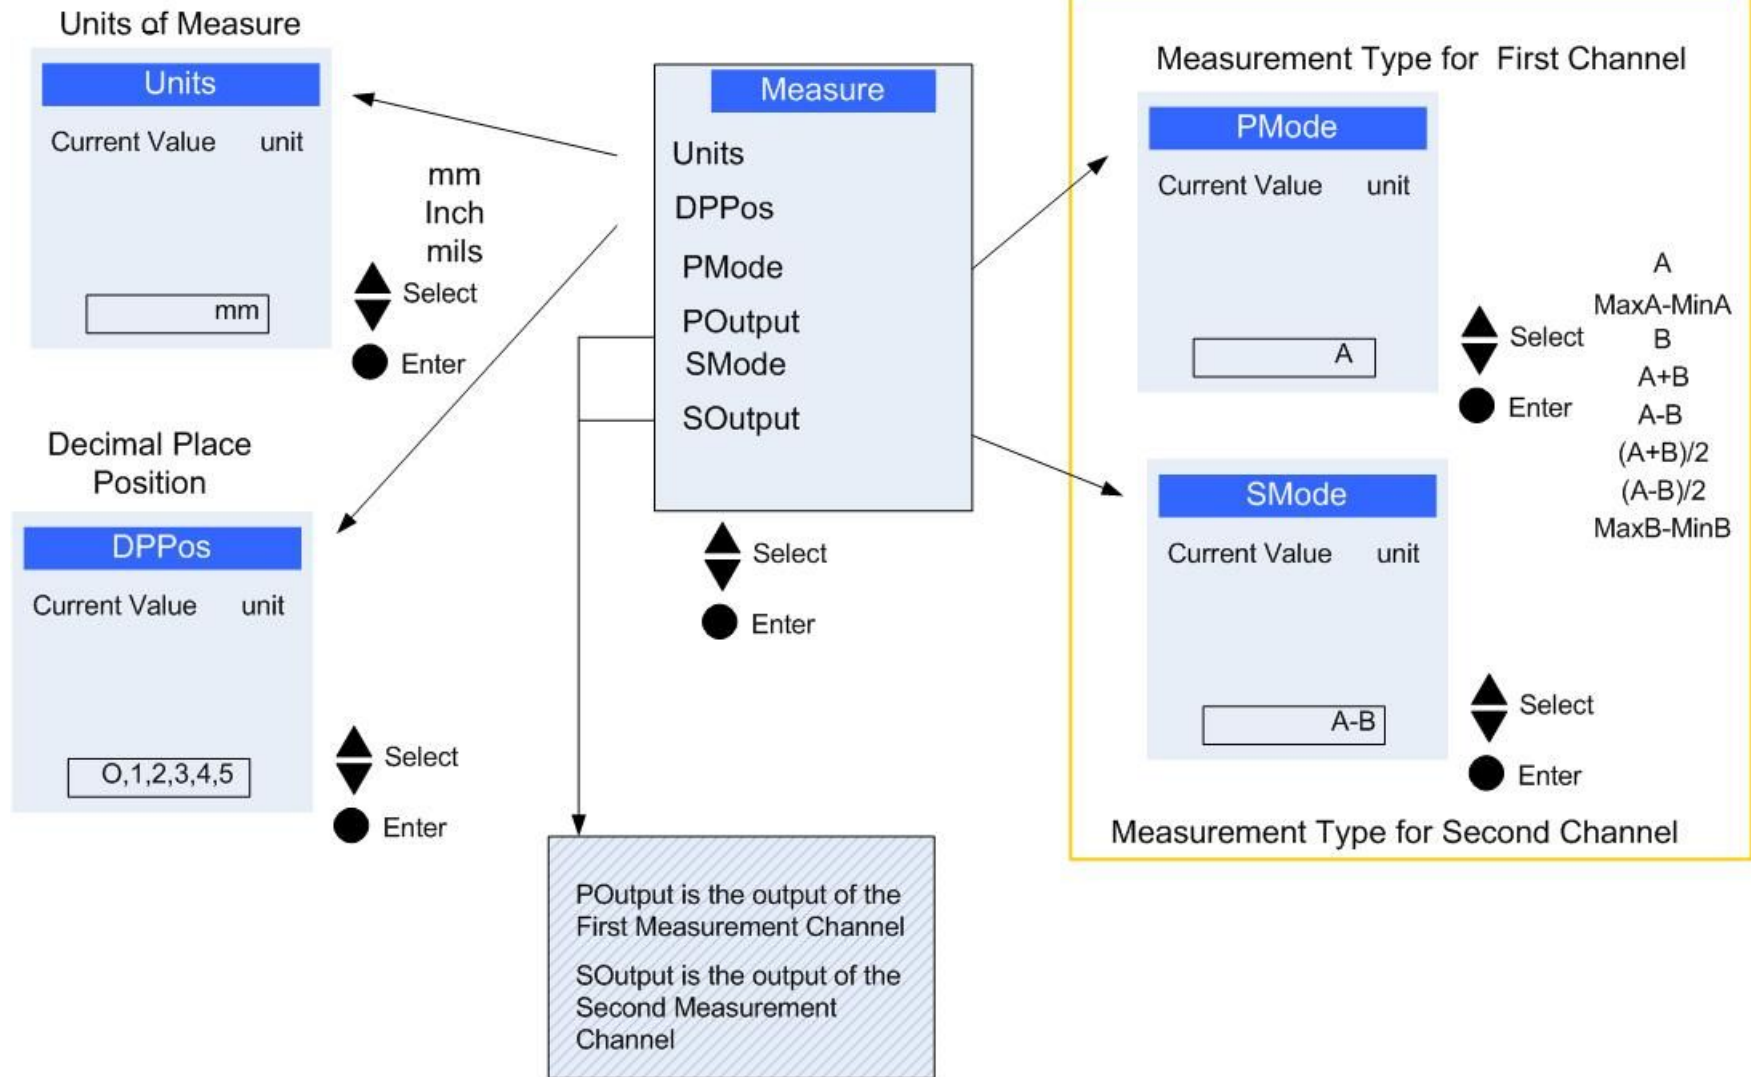 Units of Measure
Units
Current Value unit
mm
Inch
mils
Select
mm
Enter
Decimal Place
Position
DPPos
Current Value unit
Select
O,1,2,3,4,5
Enter
Measure
Units
DPPos
PMode
POutput
SMode
SOutput
Select
Enter
POutput is the output of the
First Measurement Channel
SOutput is the output of the
Second Measurement
Channel
Measurement Type for First Channel
PMode
Current Value unit
A
Select
Enter
A
MaxA-MinA
B
A+B
A-B
(A+B)/2
(A-B)/2
MaxB-MinB
SMode
Current Value unit
A-B
Select
Enter
Measurement Type for Second Channel